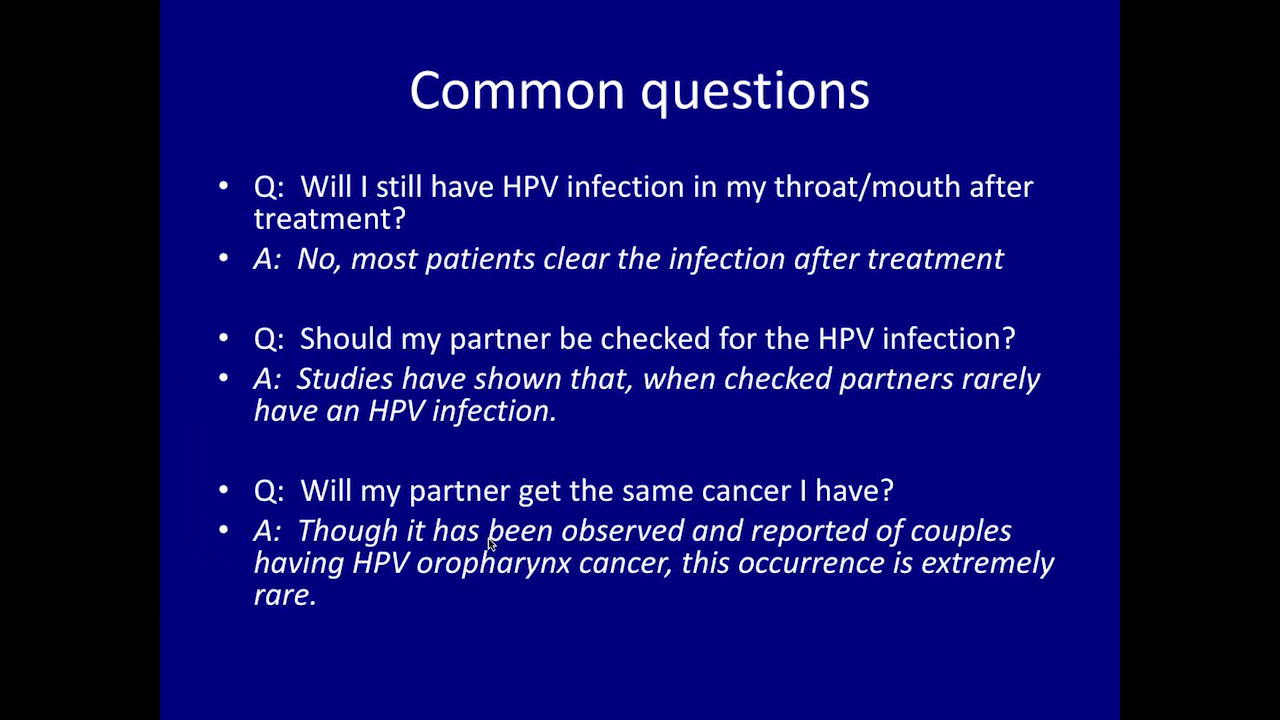 Common questions
• Q: Will I still have HPV infection in my throat/mouth after
treatment?
• A: No, most patients clear the infection after treatment
• Q: Should my partner be checked for the HPV infection?
• A: Studies have shown that, when checked partners rarely
have an HPV infection.
• Q: Will my partner get the same cancer I have?
• A: Though it has been observed and reported of couples
having HPV oropharynx cancer, this occurrence is extremely
rare.